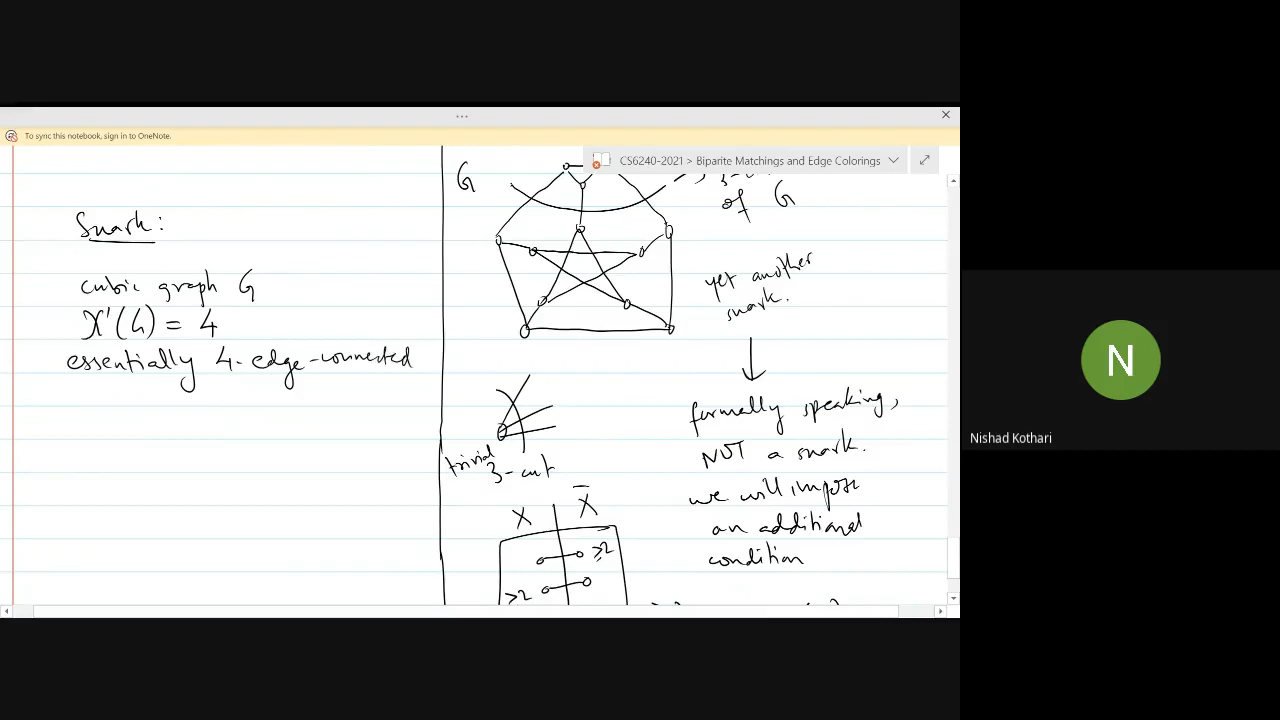 To sync this notebook, sign in to OneNote.
CS6240-2021 > Biparite Matchings and Edge Colorings
Snark:
cubic graph G
χ'(G) = 4
essentially 4-edge-connected
G
of G
yet another
snark.
formally speaking,
NOT a snark.
we will impose
an additional
condition
trivial
3-cut
X X̄
≥2
≥2
N
Nishad Kothari